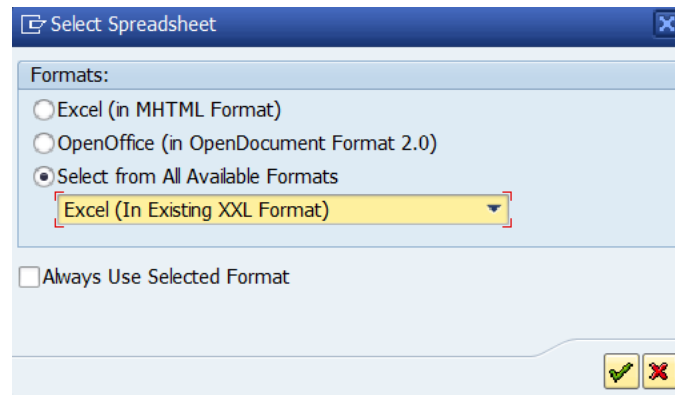 Select Spreadsheet
Formats:
Excel (in MHTML Format)
OpenOffice (in OpenDocument Format 2.0)
Select from All Available Formats
Excel (In Existing XXL Format)
Always Use Selected Format